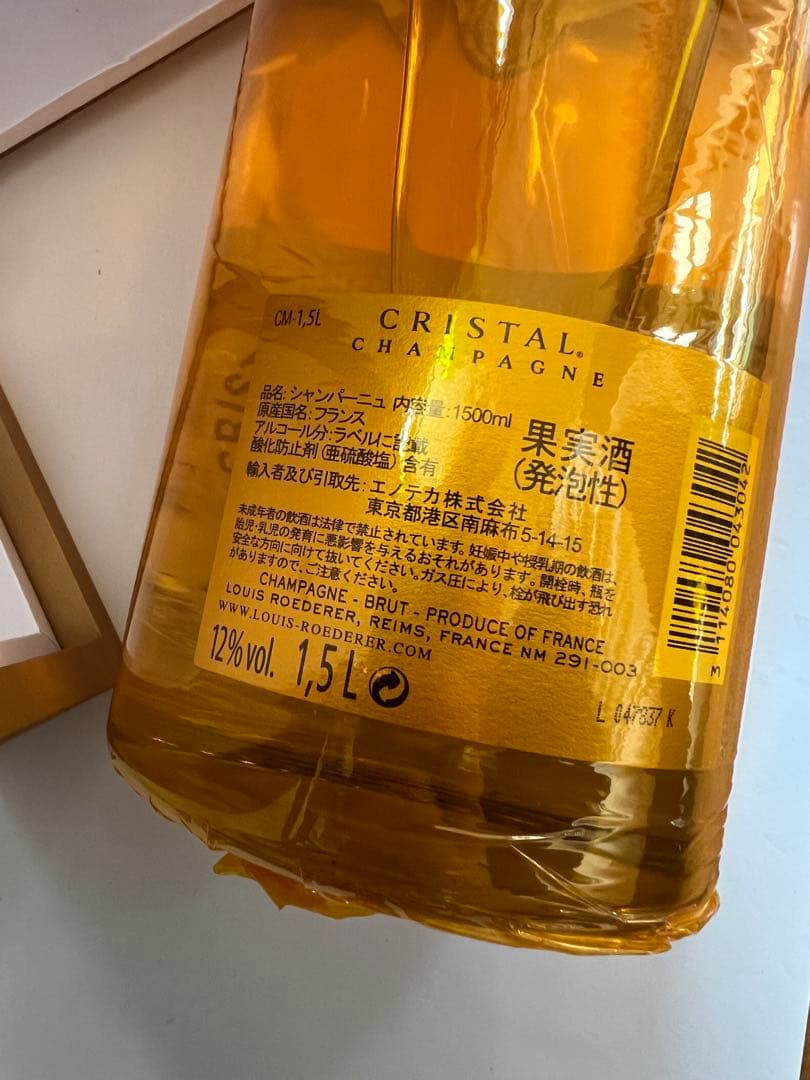 CM-1,5L
CRISTAL®
CHAMPAGNE
品名:シャンパーニュ 内容量:1500ml
原産国名:フランス
アルコール分:ラベルに記載
酸化防止剤(亜硫酸塩)含有
果実酒
(発泡性)
輸入者及び引取先:エノテカ株式会社
東京都港区南麻布5-14-15
未成年者の飲酒は法律で禁止されています。妊娠中や授乳期の飲酒は、
胎児・乳児の発育に悪影響を与えるおそれがあります。開栓時、瓶を
安全な方向に向けて抜いてください。ガス圧により、栓が飛び出す恐れ
がありますので、ご注意ください。
CHAMPAGNE - BRUT - PRODUCE OF FRANCE
LOUIS ROEDERER, REIMS, FRANCE NM 291-003
WWW.LOUIS-ROEDERER.COM
12%vol. 1,5 L
L 047837 K
3 114080 043042